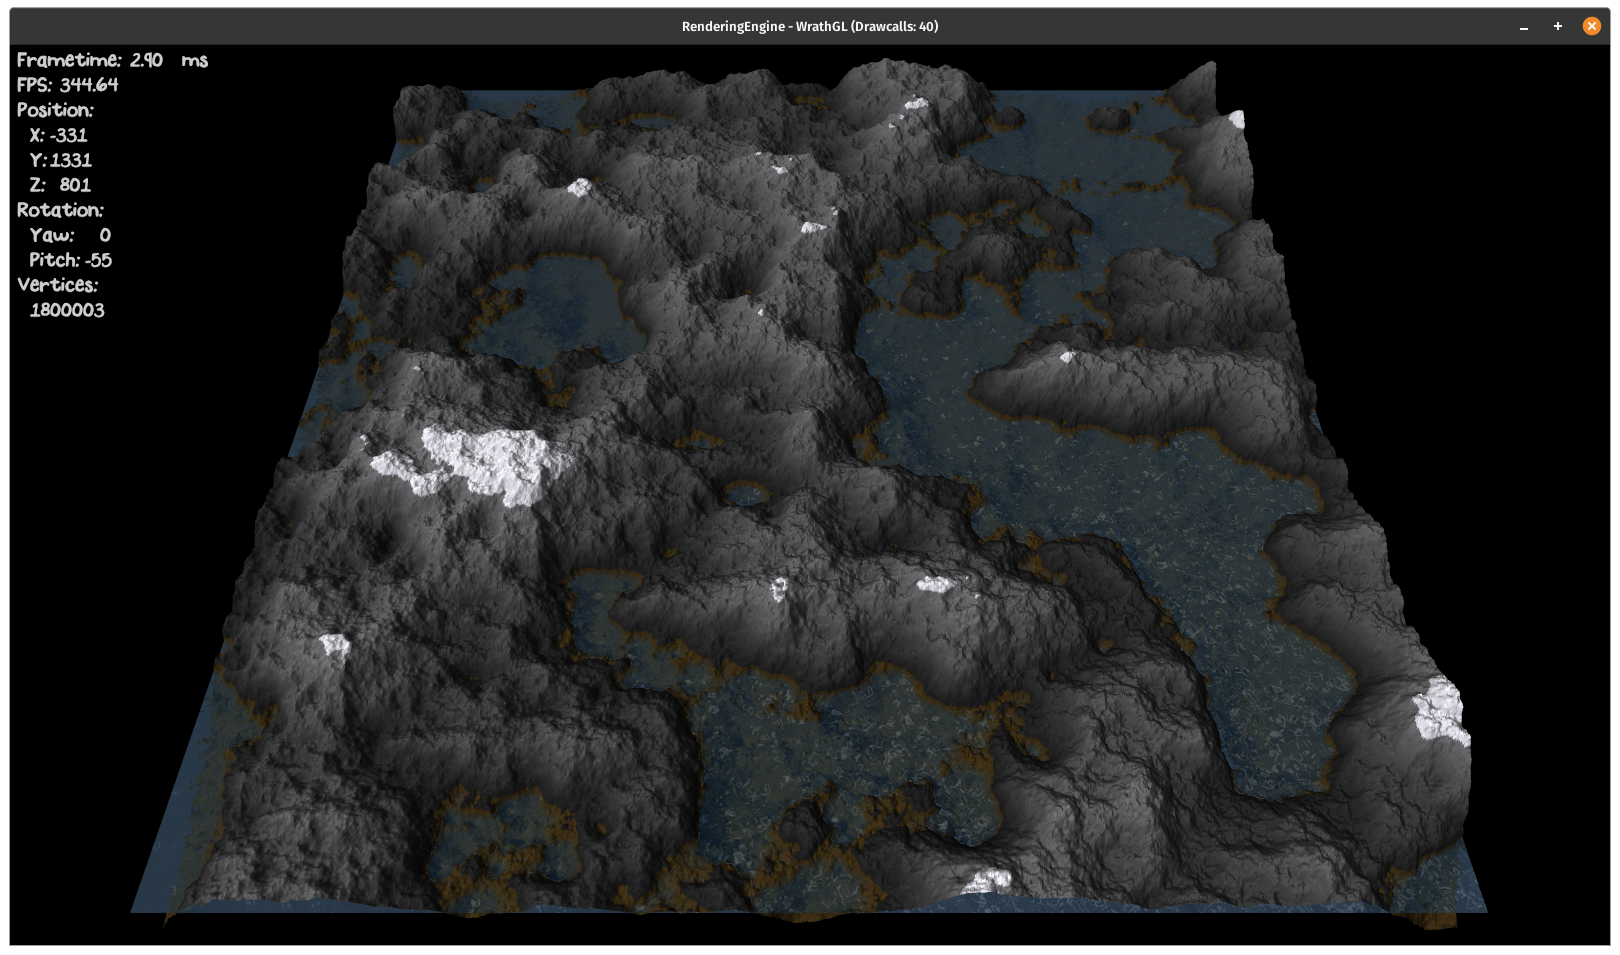 RenderingEngine - WrathGL (Drawcalls: 40)
Frametime: 2.90 ms
FPS: 344.64
Position:
X: -331
Y: 1331
Z: 801
Rotation:
Yaw: 0
Pitch: -55
Vertices:
1800003